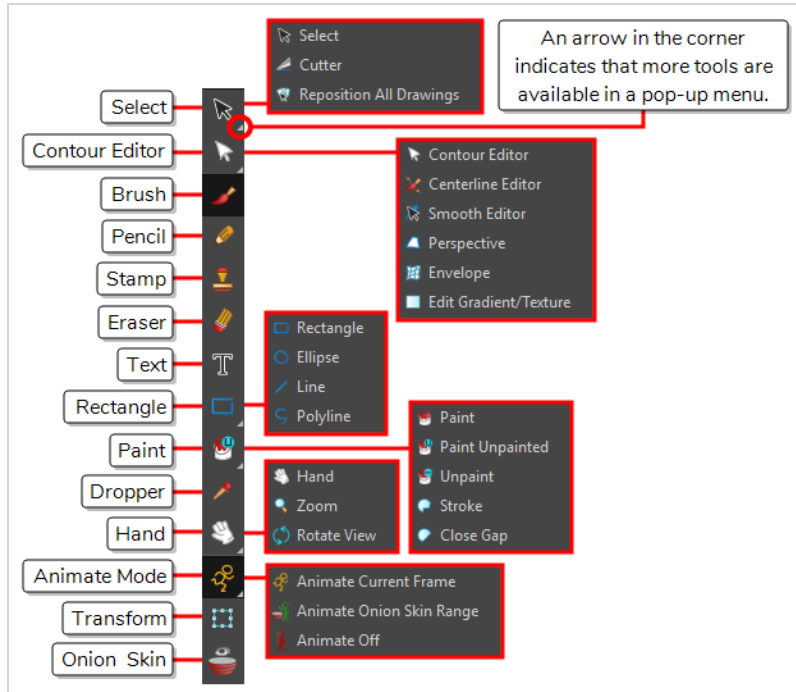 Select
Cutter
Reposition All Drawings
An arrow in the corner
indicates that more tools are
available in a pop-up menu.
Select
Contour Editor
Brush
Pencil
Stamp
Eraser
Text
Rectangle
Paint
Dropper
Hand
Animate Mode
Transform
Onion Skin
Contour Editor
Centerline Editor
Smooth Editor
Perspective
Envelope
Edit Gradient/Texture
Rectangle
Ellipse
Line
Polyline
Paint
Paint Unpainted
Unpaint
Stroke
Close Gap
Hand
Zoom
Rotate View
Animate Current Frame
Animate Onion Skin Range
Animate Off